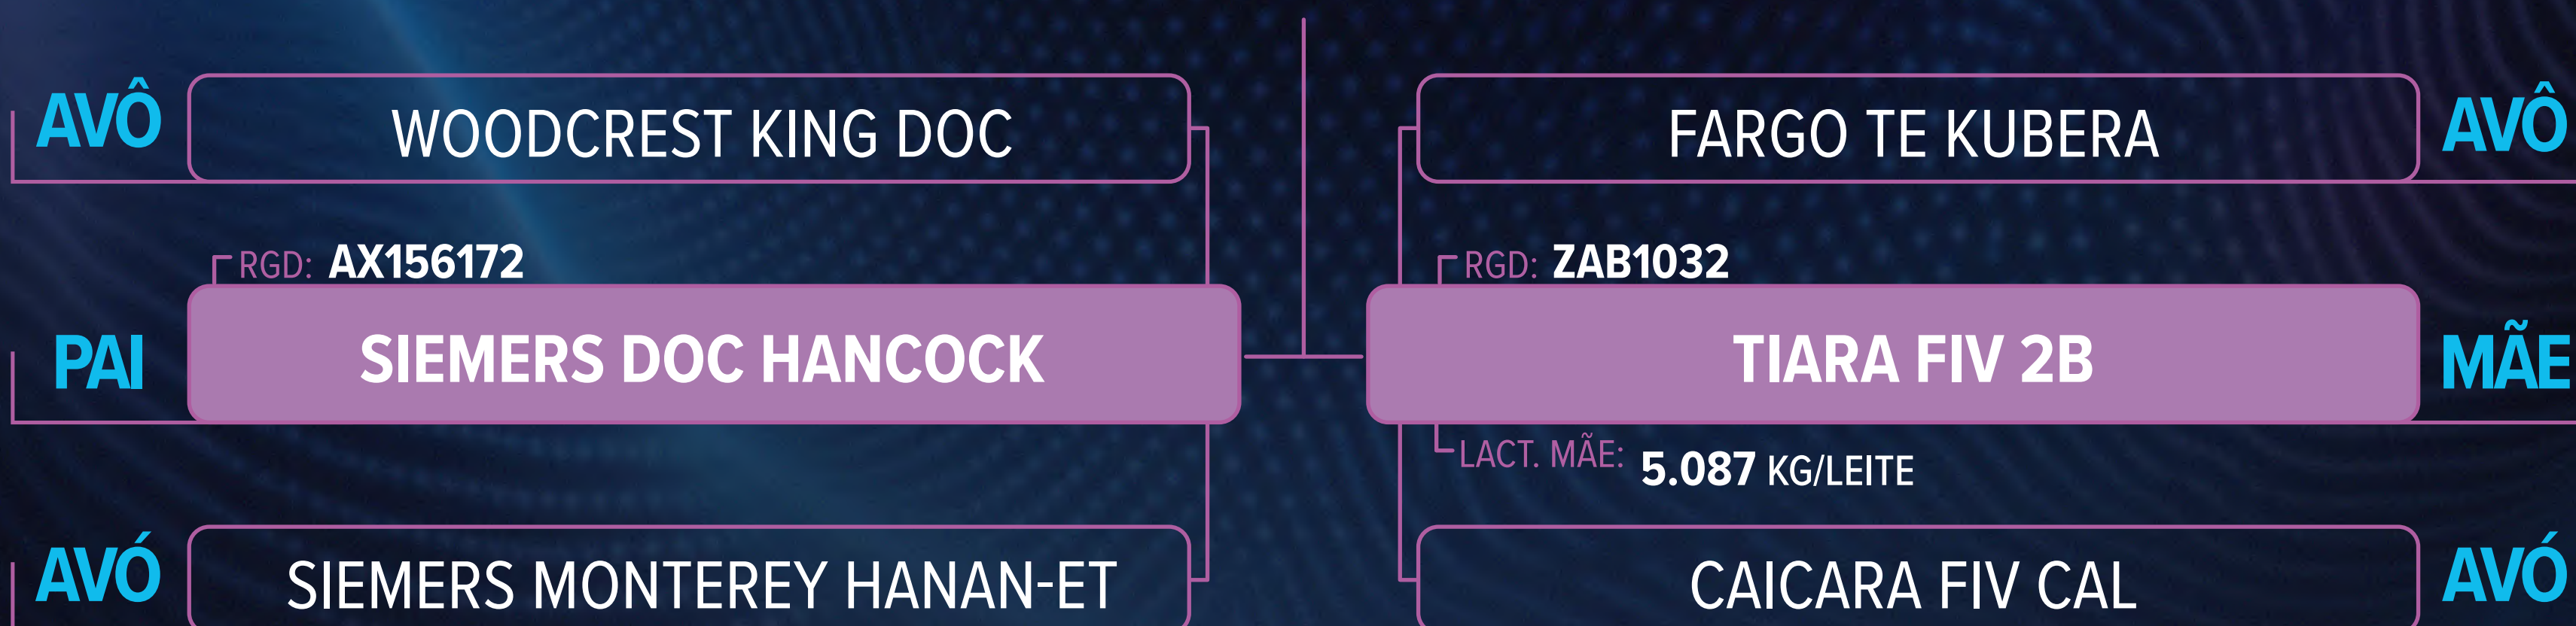 AVÔ WOODCREST KING DOC
RGD: AX156172
PAI SIEMERS DOC HANCOCK
AVÓ SIEMERS MONTEREY HANAN-ET
FARGO TE KUBERA AVÔ
RGD: ZAB1032
TIARA FIV 2B MÃE
LACT. MÃE: 5.087 KG/LEITE
CAICARA FIV CAL AVÓ